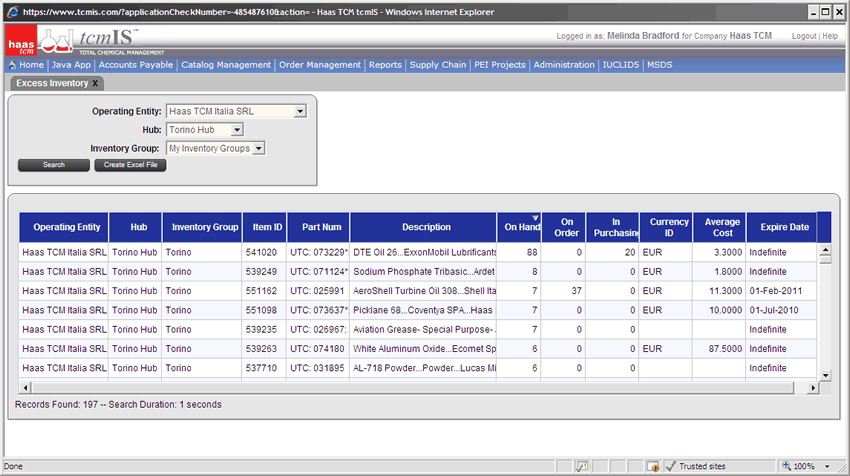 https://www.tcmis.com/?applicationCheckNumber=-485487610&action= - Haas TCM tcmIS - Windows Internet Explorer
haas tcm
tcmIS™
TOTAL CHEMICAL MANAGEMENT
Logged in as: Melinda Bradford for Company Haas TCM
Logout | Help
Home | Java App | Accounts Payable | Catalog Management | Order Management | Reports | Supply Chain | PEI Projects | Administration | IUCLID5 | MSDS
Excess Inventory X
Operating Entity: Haas TCM Italia SRL
Hub: Torino Hub
Inventory Group: My Inventory Groups
Search Create Excel File
Operating Entity Hub Inventory Group Item ID Part Num Description On Hand On Order In Purchasing Currency ID Average Cost Expire Date
Haas TCM Italia SRL Torino Hub Torino 541020 UTC: 073229* DTE Oil 26...ExxonMobil Lubricants 88 0 20 EUR 3.3000 Indefinite
Haas TCM Italia SRL Torino Hub Torino 539249 UTC: 071124* Sodium Phosphate Tribasic...Ardet 8 0 0 EUR 1.8000 Indefinite
Haas TCM Italia SRL Torino Hub Torino 551162 UTC: 025991 AeroShell Turbine Oil 308...Shell Ita 7 37 0 EUR 11.3000 01-Feb-2011
Haas TCM Italia SRL Torino Hub Torino 551098 UTC: 073637* Picklane 68...Coventya SPA...Haas 7 0 0 EUR 10.0000 01-Jul-2010
Haas TCM Italia SRL Torino Hub Torino 539235 UTC: 026967; Aviation Grease- Special Purpose- 7 0 0 Indefinite
Haas TCM Italia SRL Torino Hub Torino 539263 UTC: 074180 White Aluminum Oxide...Ecomet Sp 6 0 0 EUR 87.5000 Indefinite
Haas TCM Italia SRL Torino Hub Torino 537710 UTC: 031895 AL-718 Powder...Powder...Lucas Mi 6 0 0 Indefinite
Records Found: 197 -- Search Duration: 1 seconds
Done Trusted sites 100%